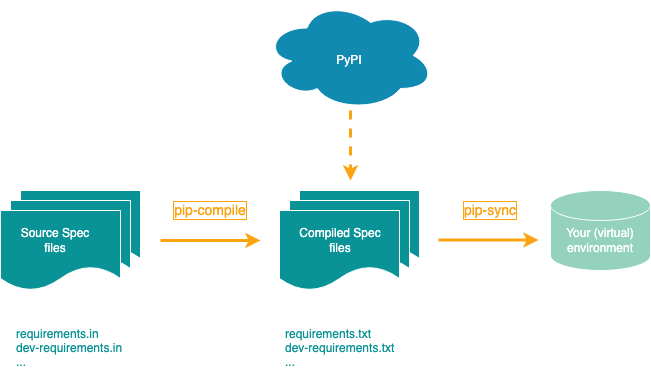 PyPI
pip-compile
pip-sync
Source Spec
files
Compiled Spec
files
Your (virtual)
environment
requirements.in
dev-requirements.in
...
requirements.txt
dev-requirements.txt
...